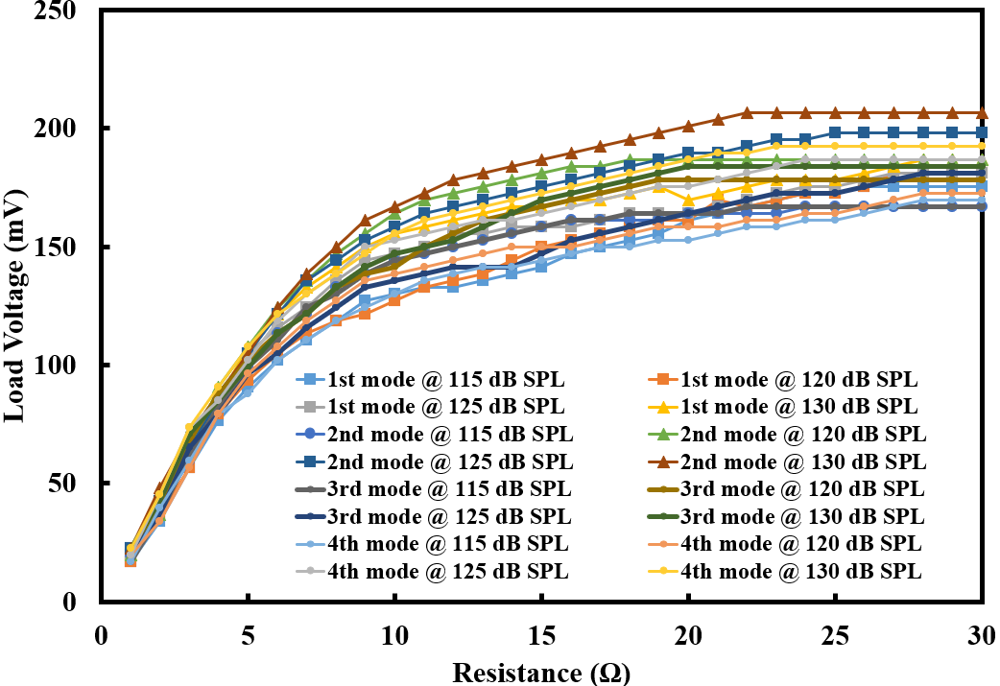 250
200
150
100
50
0
Load Voltage (mV)
1st mode @ 115 dB SPL
1st mode @ 120 dB SPL
1st mode @ 125 dB SPL
1st mode @ 130 dB SPL
2nd mode @ 115 dB SPL
2nd mode @ 120 dB SPL
2nd mode @ 125 dB SPL
2nd mode @ 130 dB SPL
3rd mode @ 115 dB SPL
3rd mode @ 120 dB SPL
3rd mode @ 125 dB SPL
3rd mode @ 130 dB SPL
4th mode @ 115 dB SPL
4th mode @ 120 dB SPL
4th mode @ 125 dB SPL
4th mode @ 130 dB SPL
0 5 10 15 20 25 30
Resistance (Ω)